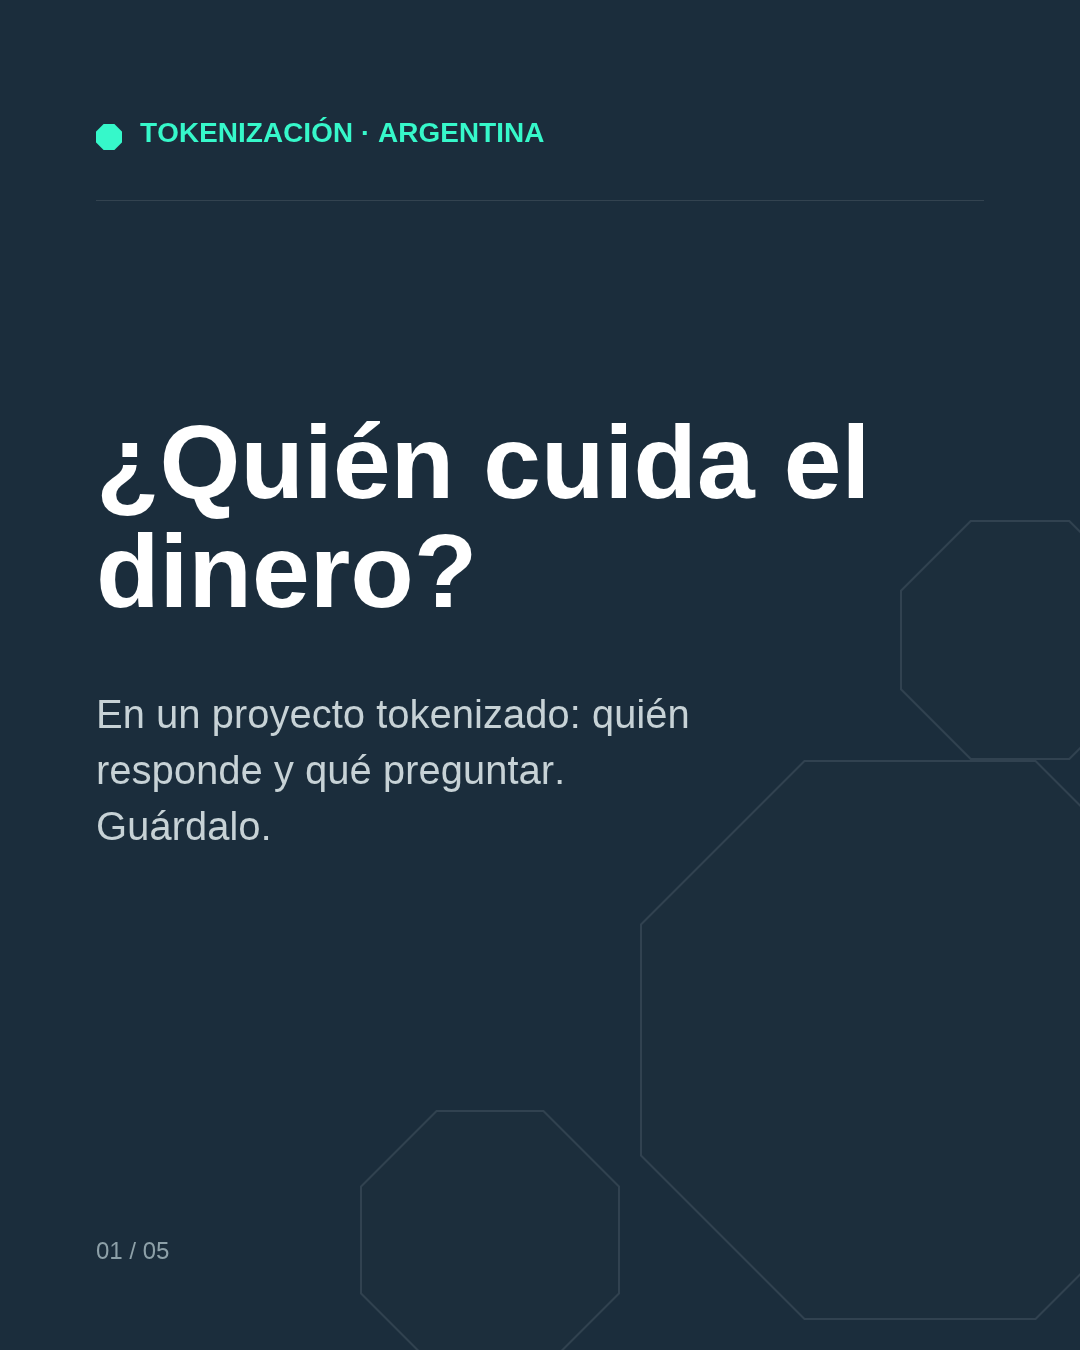 TOKENIZACIÓN · ARGENTINA
¿Quién cuida el
dinero?
En un proyecto tokenizado: quién
responde y qué preguntar.
Guárdalo.
01 / 05